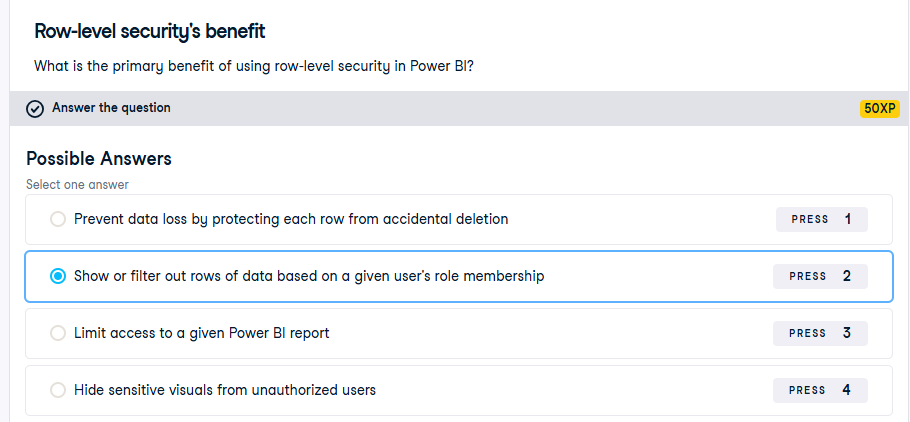 Row-level security's benefit
What is the primary benefit of using row-level security in Power BI?
Answer the question
50XP
Possible Answers
Select one answer
Prevent data loss by protecting each row from accidental deletion
PRESS 1
Show or filter out rows of data based on a given user's role membership
PRESS 2
Limit access to a given Power BI report
PRESS 3
Hide sensitive visuals from unauthorized users
PRESS 4